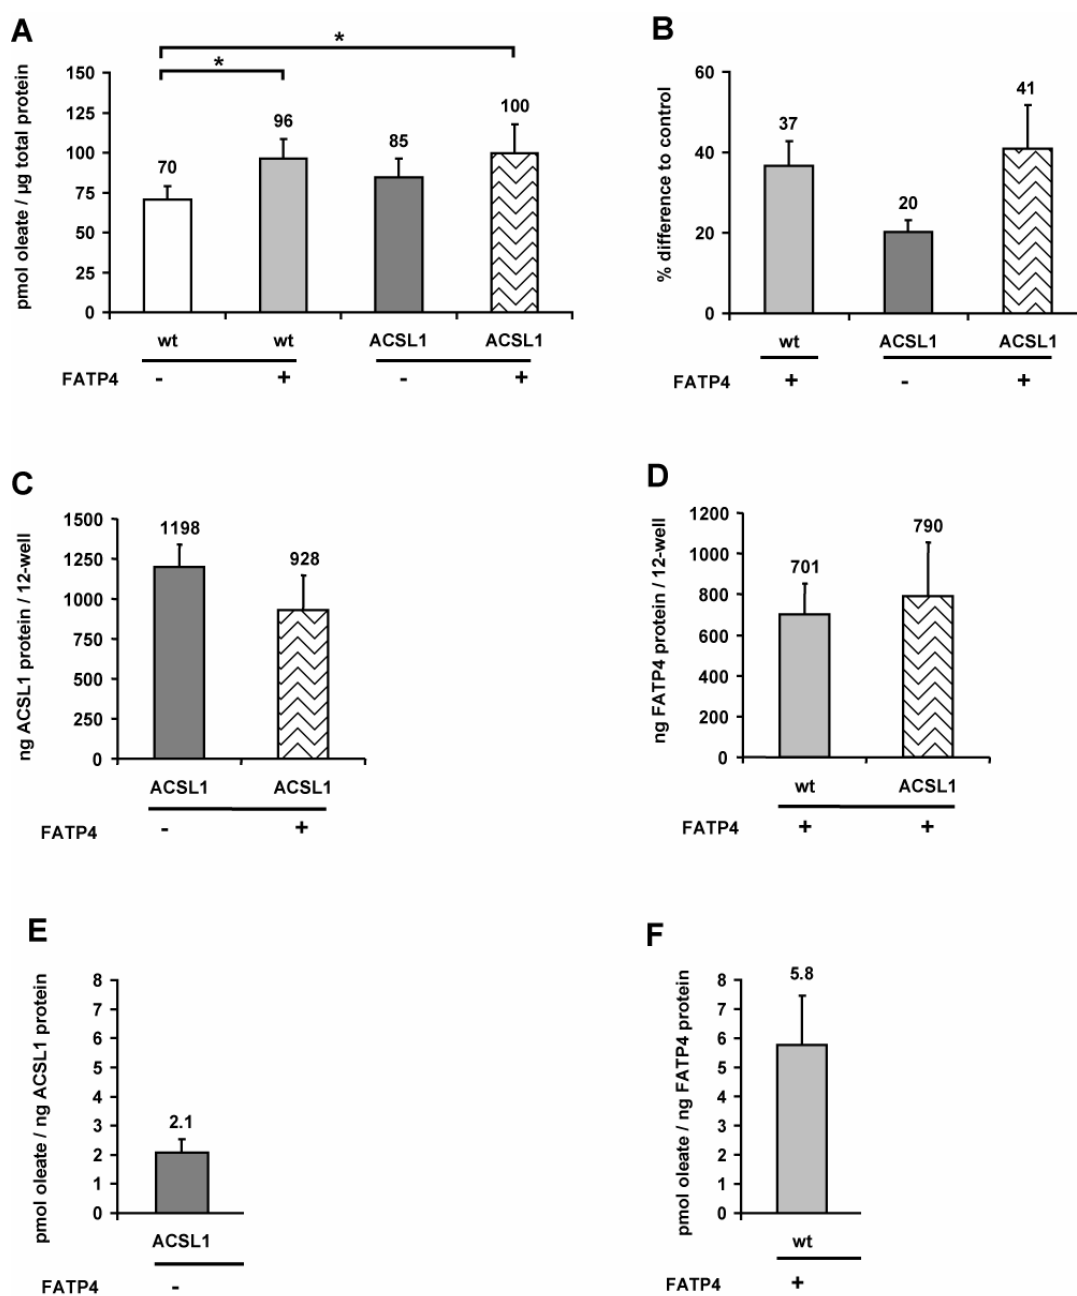 A
*
*
pmol oleate / µg total protein
150
125
100
75
50
25
0
70
96
85
100
wt
wt
ACSL1
ACSL1
FATP4
-
+
-
+
B
% difference to control
60
40
20
0
37
20
41
wt
ACSL1
ACSL1
FATP4
+
-
+
C
ng ACSL1 protein / 12-well
1500
1250
1000
750
500
250
0
1198
928
ACSL1
ACSL1
FATP4
-
+
D
ng FATP4 protein / 12-well
1200
1000
800
600
400
200
0
701
790
wt
ACSL1
FATP4
+
+
E
pmol oleate / ng ACSL1 protein
8
7
6
5
4
3
2
1
0
2.1
ACSL1
FATP4
-
F
pmol oleate / ng FATP4 protein
8
7
6
5
4
3
2
1
0
5.8
wt
FATP4
+